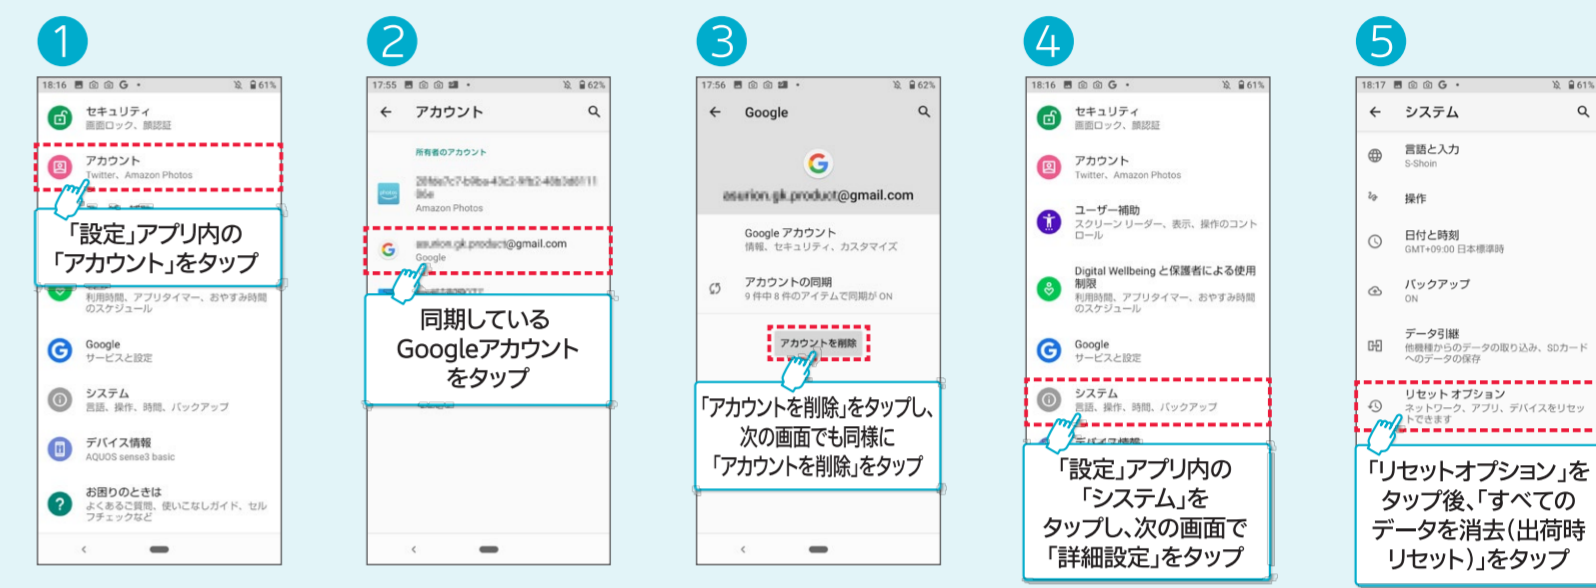 1
18:16
61%
セキュリティ
画面ロック、顔認証
アカウント
Twitter、Amazon Photos
「設定」アプリ内の
「アカウント」をタップ
利用時間、アプリタイマー、おやすみ時間
のスケジュール
Google
サービスと設定
システム
言語、操作、時間、バックアップ
デバイス情報
AQUOS sense3 basic
お困りのときは
よくあるご質問、使いこなしガイド、セル
フチェックなど
2
17:55
62%
アカウント
所有者のアカウント
Amazon Photos
@gmail.com
Google
同期している
Googleアカウント
をタップ
3
17:56
62%
Google
@gmail.com
Google アカウント
情報、セキュリティ、カスタマイズ
アカウントの同期
9 件中 8 件のアイテムで同期が ON
アカウントを削除
「アカウントを削除」をタップし、
次の画面でも同様に
「アカウントを削除」をタップ
4
18:16
61%
セキュリティ
画面ロック、顔認証
アカウント
Twitter、Amazon Photos
ユーザー補助
スクリーン リーダー、表示、操作のコント
ロール
Digital Wellbeing と保護者による使用
制限
利用時間、アプリタイマー、おやすみ時間
のスケジュール
Google
サービスと設定
システム
言語、操作、時間、バックアップ
デバイス情報
「設定」アプリ内の
「システム」を
タップし、次の画面で
「詳細設定」をタップ
5
18:17
61%
システム
言語と入力
S-Shoin
操作
日付と時刻
GMT+09:00 日本標準時
バックアップ
ON
データ引継
他機種からのデータの取り込み、SDカード
へのデータの保存
リセット オプション
ネットワーク、アプリ、デバイスをリセッ
トできます
「リセットオプション」を
タップ後、「すべての
データを消去(出荷時
リセット)」をタップ